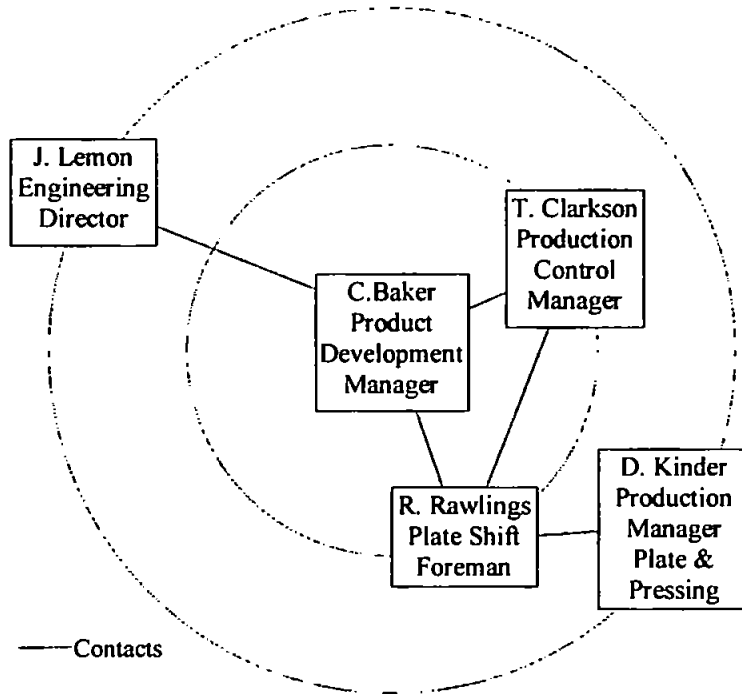 J. Lemon
Engineering
Director
T. Clarkson
Production
Control
Manager
C.Baker
Product
Development
Manager
R. Rawlings
Plate Shift
Foreman
D. Kinder
Production
Manager
Plate &
Pressing
Contacts